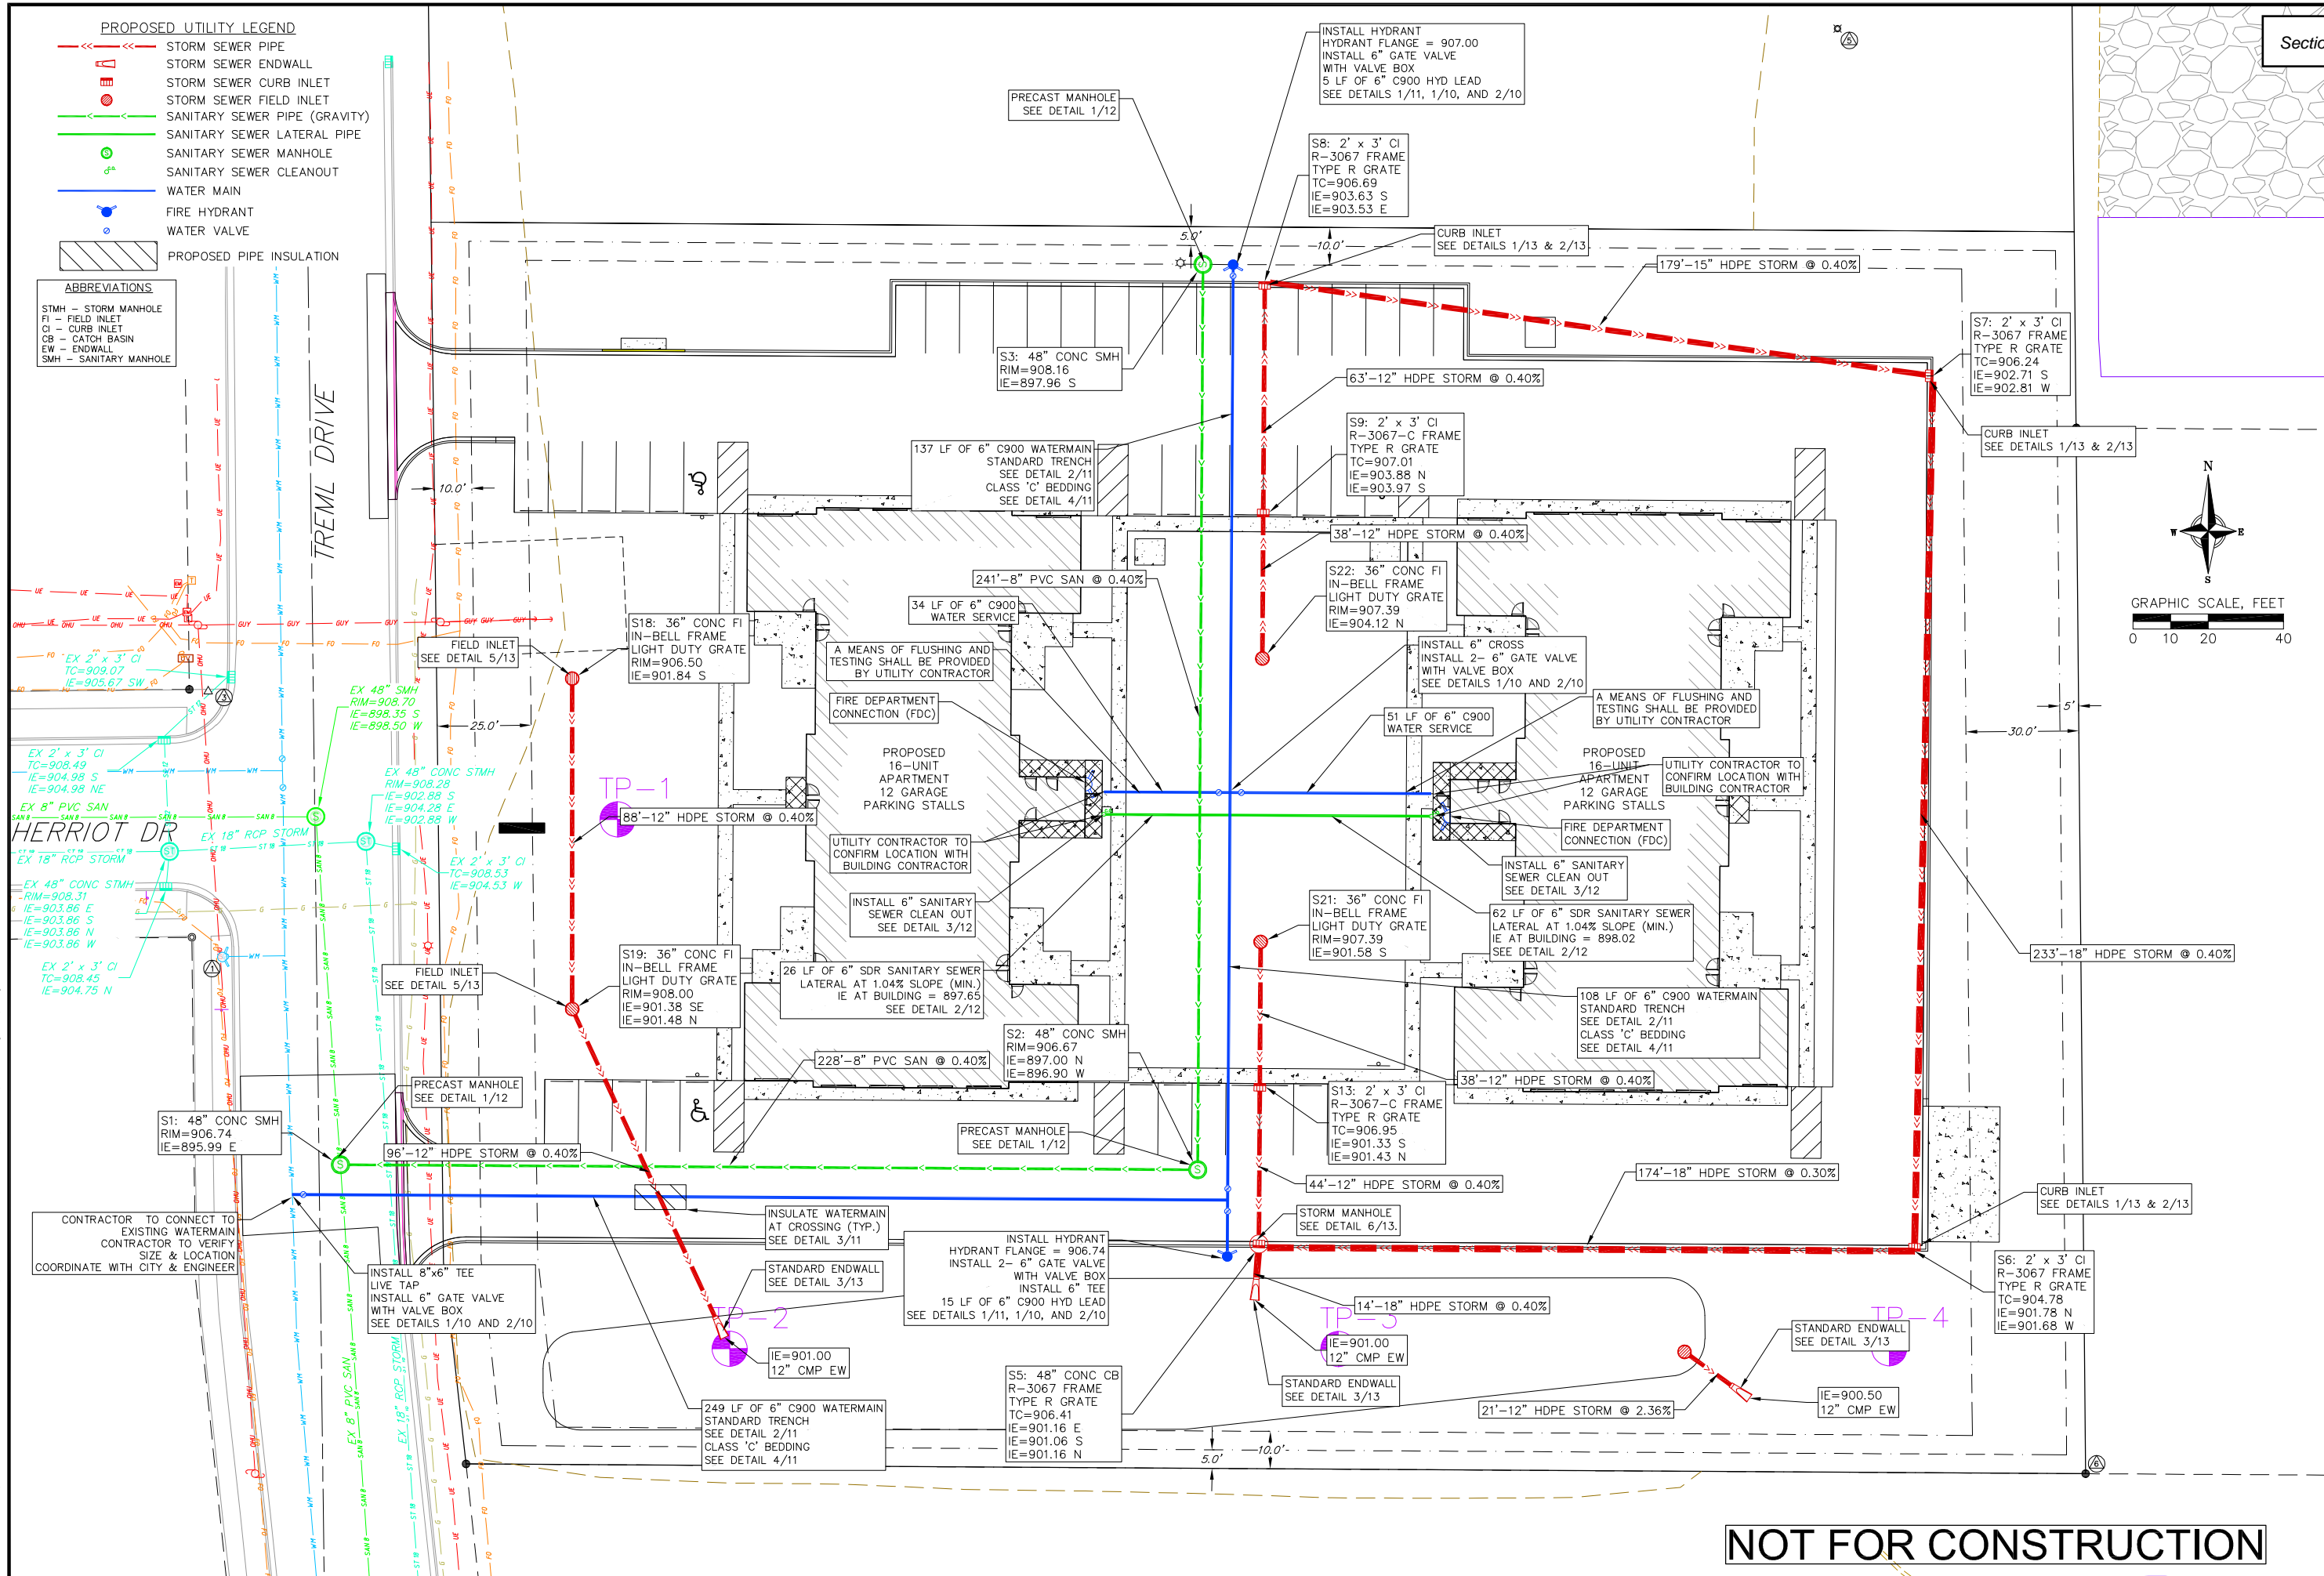 PROPOSED UTILITY LEGEND
STORM SEWER PIPE
STORM SEWER ENDWALL
STORM SEWER CURB INLET
STORM SEWER FIELD INLET
SANITARY SEWER PIPE (GRAVITY)
SANITARY SEWER LATERAL PIPE
SANITARY SEWER MANHOLE
SANITARY SEWER CLEANOUT
WATER MAIN
FIRE HYDRANT
WATER VALVE
PROPOSED PIPE INSULATION
ABBREVIATIONS
STMH – STORM MANHOLE
FI – FIELD INLET
CI – CURB INLET
CB – CATCH BASIN
EW – ENDWALL
SMH – SANITARY MANHOLE
TREML DRIVE
HERRIOT DR
PRECAST MANHOLE
SEE DETAIL 1/12
INSTALL HYDRANT
HYDRANT FLANGE = 907.00
INSTALL 6" GATE VALVE
WITH VALVE BOX
5 LF OF 6" C900 HYD LEAD
SEE DETAILS 1/11, 1/10, AND 2/10
S8: 2' x 3' CI
R-3067 FRAME
TYPE R GRATE
TC=906.69
IE=903.63 S
IE=903.53 E
CURB INLET
SEE DETAILS 1/13 & 2/13
5.0'
10.0'
179'-15" HDPE STORM @ 0.40%
S7: 2' x 3' CI
R-3067 FRAME
TYPE R GRATE
TC=906.24
IE=902.71 S
IE=902.81 W
CURB INLET
SEE DETAILS 1/13 & 2/13
Sectio
5
S3: 48" CONC SMH
RIM=908.16
IE=897.96 S
63'-12" HDPE STORM @ 0.40%
S9: 2' x 3' CI
R-3067-C FRAME
TYPE R GRATE
TC=907.01
IE=903.88 N
IE=903.97 S
137 LF OF 6" C900 WATERMAIN
STANDARD TRENCH
SEE DETAIL 2/11
CLASS 'C' BEDDING
SEE DETAIL 4/11
10.0'
38'-12" HDPE STORM @ 0.40%
N
W
E
S
GRAPHIC SCALE, FEET
0 10 20 40
241'-8" PVC SAN @ 0.40%
34 LF OF 6" C900
WATER SERVICE
S22: 36" CONC FI
IN-BELL FRAME
LIGHT DUTY GRATE
RIM=907.39
IE=904.12 N
S18: 36" CONC FI
IN-BELL FRAME
LIGHT DUTY GRATE
RIM=906.50
IE=901.84 S
FIELD INLET
SEE DETAIL 5/13
A MEANS OF FLUSHING AND
TESTING SHALL BE PROVIDED
BY UTILITY CONTRACTOR
INSTALL 6" CROSS
INSTALL 2- 6" GATE VALVE
WITH VALVE BOX
SEE DETAILS 1/10 AND 2/10
A MEANS OF FLUSHING AND
TESTING SHALL BE PROVIDED
BY UTILITY CONTRACTOR
FIRE DEPARTMENT
CONNECTION (FDC)
51 LF OF 6" C900
WATER SERVICE
5'
30.0'
25.0'
EX 2' x 3' CI
TC=909.07
IE=905.67 SW
EX 48" SMH
RIM=908.70
IE=898.35 S
IE=898.50 W
EX 2' x 3' CI
TC=908.49
IE=904.98 S
IE=904.98 NE
EX 48" CONC STMH
RIM=908.28
IE=902.88 S
IE=904.28 E
IE=902.88 W
EX 8" PVC SAN
EX 18" RCP STORM
EX 18" RCP STORM
EX 2' x 3' CI
TC=908.53
IE=904.53 W
EX 48" CONC STMH
RIM=908.31
IE=903.86 E
IE=903.86 S
IE=903.86 N
IE=903.86 W
EX 2' x 3' CI
TC=908.45
IE=904.75 N
PROPOSED
16-UNIT
APARTMENT
12 GARAGE
PARKING STALLS
PROPOSED
16-UNIT
APARTMENT
12 GARAGE
PARKING STALLS
UTILITY CONTRACTOR TO
CONFIRM LOCATION WITH
BUILDING CONTRACTOR
TP-1
88'-12" HDPE STORM @ 0.40%
UTILITY CONTRACTOR TO
CONFIRM LOCATION WITH
BUILDING CONTRACTOR
FIRE DEPARTMENT
CONNECTION (FDC)
INSTALL 6" SANITARY
SEWER CLEAN OUT
SEE DETAIL 3/12
INSTALL 6" SANITARY
SEWER CLEAN OUT
SEE DETAIL 3/12
S21: 36" CONC FI
IN-BELL FRAME
LIGHT DUTY GRATE
RIM=907.39
IE=901.58 S
62 LF OF 6" SDR SANITARY SEWER
LATERAL AT 1.04% SLOPE (MIN.)
IE AT BUILDING = 898.02
SEE DETAIL 2/12
233'-18" HDPE STORM @ 0.40%
S19: 36" CONC FI
IN-BELL FRAME
LIGHT DUTY GRATE
RIM=908.00
IE=901.38 SE
IE=901.48 N
FIELD INLET
SEE DETAIL 5/13
26 LF OF 6" SDR SANITARY SEWER
LATERAL AT 1.04% SLOPE (MIN.)
IE AT BUILDING = 897.65
SEE DETAIL 2/12
108 LF OF 6" C900 WATERMAIN
STANDARD TRENCH
SEE DETAIL 2/11
CLASS 'C' BEDDING
SEE DETAIL 4/11
S2: 48" CONC SMH
RIM=906.67
IE=897.00 N
IE=896.90 W
228'-8" PVC SAN @ 0.40%
38'-12" HDPE STORM @ 0.40%
PRECAST MANHOLE
SEE DETAIL 1/12
S1: 48" CONC SMH
RIM=906.74
IE=895.99 E
S13: 2' x 3' CI
R-3067-C FRAME
TYPE R GRATE
TC=906.95
IE=901.33 S
IE=901.43 N
PRECAST MANHOLE
SEE DETAIL 1/12
96'-12" HDPE STORM @ 0.40%
174'-18" HDPE STORM @ 0.30%
44'-12" HDPE STORM @ 0.40%
CURB INLET
SEE DETAILS 1/13 & 2/13
CONTRACTOR TO CONNECT TO
EXISTING WATERMAIN
CONTRACTOR TO VERIFY
SIZE & LOCATION
COORDINATE WITH CITY & ENGINEER
INSULATE WATERMAIN
AT CROSSING (TYP.)
SEE DETAIL 3/11
STORM MANHOLE
SEE DETAIL 6/13.
INSTALL HYDRANT
HYDRANT FLANGE = 906.74
INSTALL 2- 6" GATE VALVE
WITH VALVE BOX
INSTALL 6" TEE
15 LF OF 6" C900 HYD LEAD
SEE DETAILS 1/11, 1/10, AND 2/10
S6: 2' x 3' CI
R-3067 FRAME
TYPE R GRATE
TC=904.78
IE=901.78 N
IE=901.68 W
INSTALL 8"x6" TEE
LIVE TAP
INSTALL 6" GATE VALVE
WITH VALVE BOX
SEE DETAILS 1/10 AND 2/10
STANDARD ENDWALL
SEE DETAIL 3/13
14'-18" HDPE STORM @ 0.40%
TP-2
TP-3
TP-4
STANDARD ENDWALL
SEE DETAIL 3/13
IE=901.00
12" CMP EW
IE=901.00
12" CMP EW
STANDARD ENDWALL
SEE DETAIL 3/13
S5: 48" CONC CB
R-3067 FRAME
TYPE R GRATE
TC=906.41
IE=901.16 E
IE=901.06 S
IE=901.16 N
IE=900.50
12" CMP EW
21'-12" HDPE STORM @ 2.36%
249 LF OF 6" C900 WATERMAIN
STANDARD TRENCH
SEE DETAIL 2/11
CLASS 'C' BEDDING
SEE DETAIL 4/11
EX 8" PVC SAN
EX 18" RCP STORM
10.0'
5.0'
6
NOT FOR CONSTRUCTION